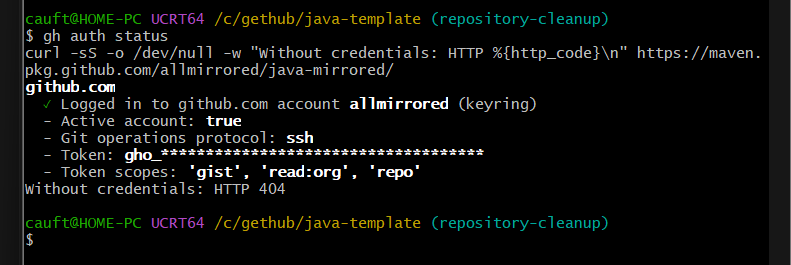 cauft@HOME-PC UCRT64 /c/gethub/java-template (repository-cleanup)
$ gh auth status
curl -sS -o /dev/null -w "Without credentials: HTTP %{http_code}\n" https://maven.
pkg.github.com/allmirrored/java-mirrored/
github.com
  ✓ Logged in to github.com account allmirrored (keyring)
  - Active account: true
  - Git operations protocol: ssh
  - Token: gho_************************************
  - Token scopes: 'gist', 'read:org', 'repo'
Without credentials: HTTP 404
cauft@HOME-PC UCRT64 /c/gethub/java-template (repository-cleanup)
$